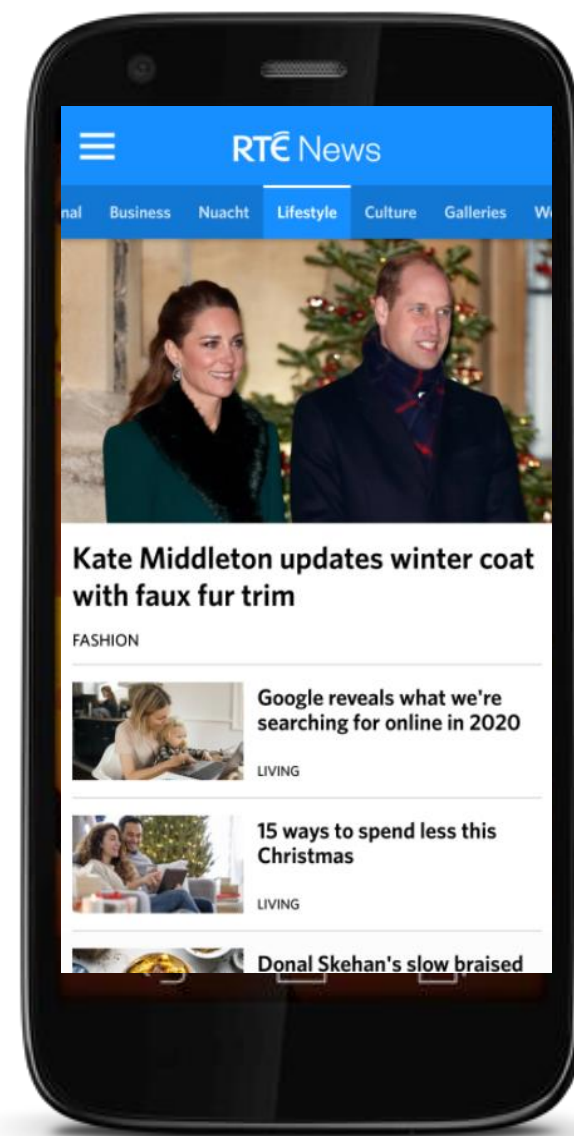 RTÉ News
nal Business Nuacht Lifestyle Culture Galleries W
Kate Middleton updates winter coat
with faux fur trim
FASHION
Google reveals what we're
searching for online in 2020
LIVING
15 ways to spend less this
Christmas
LIVING
Donal Skehan's slow braised